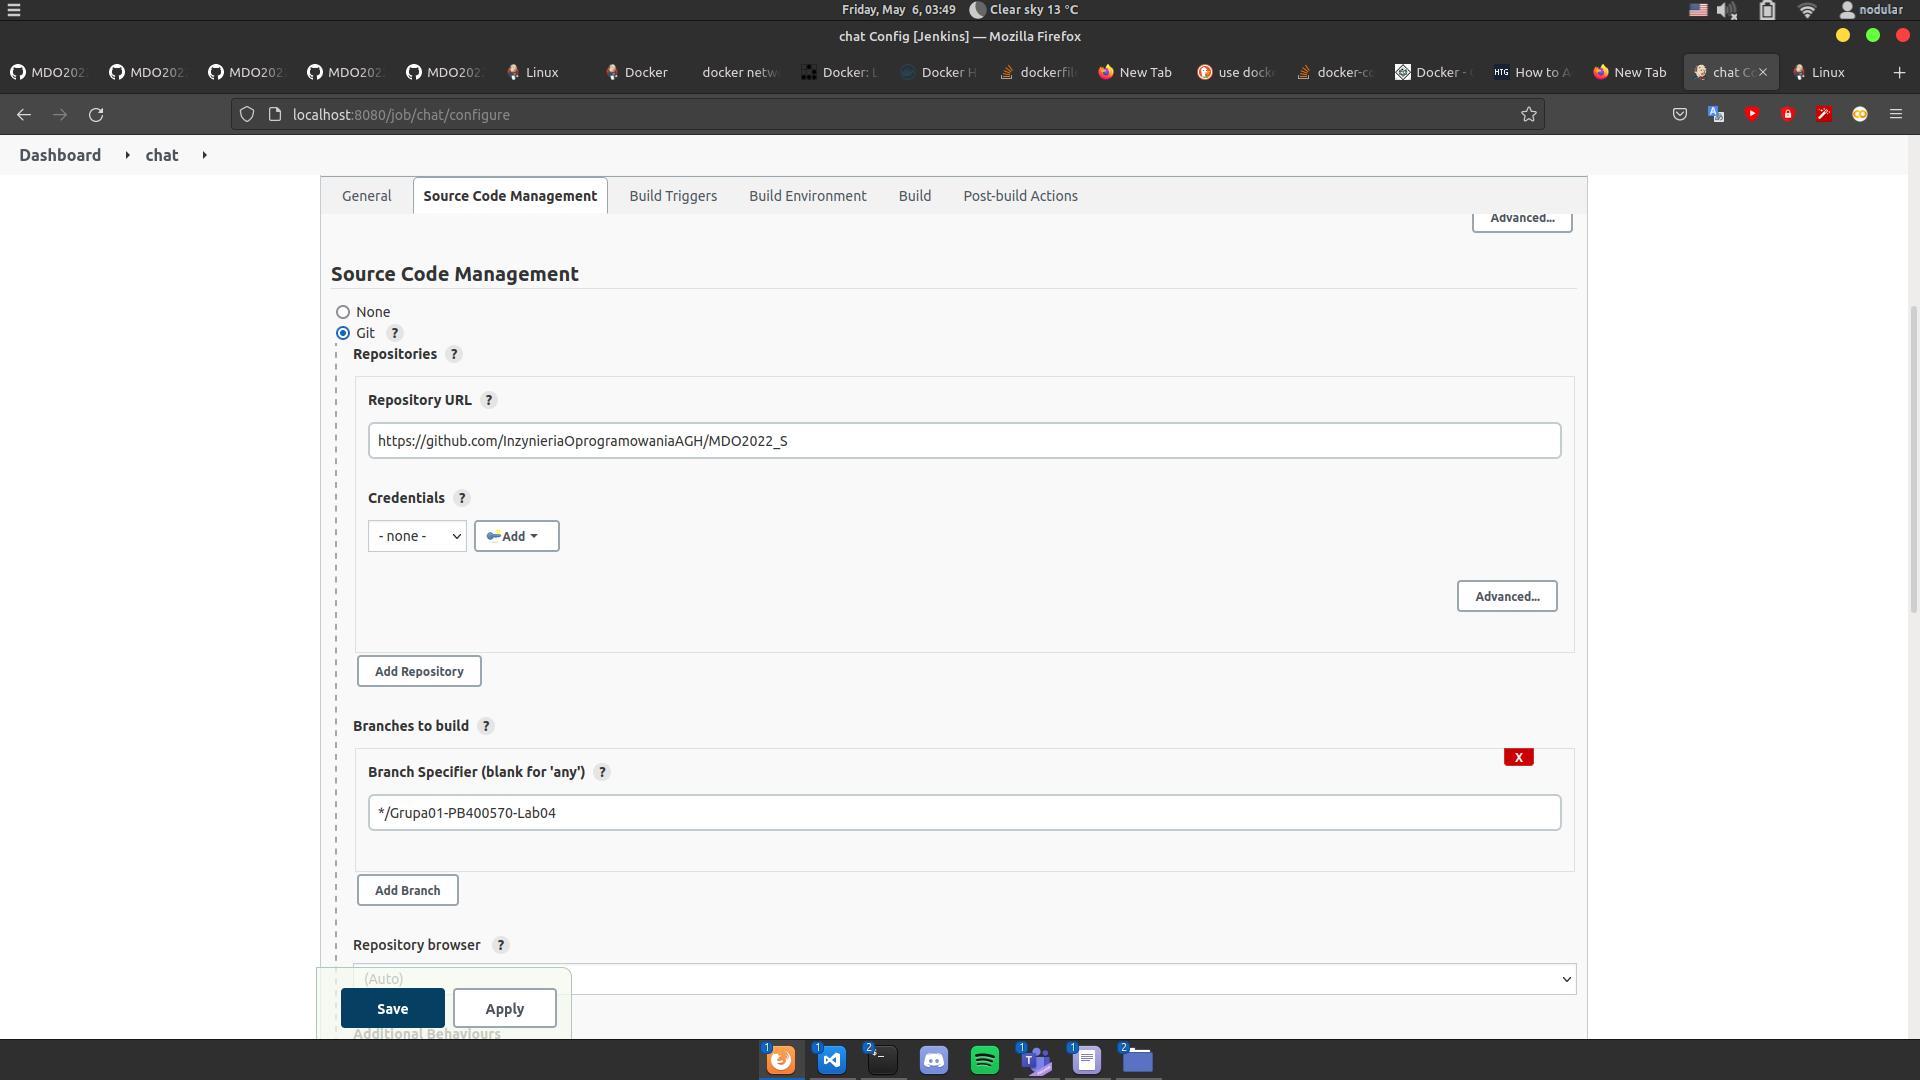 Friday, May 6, 03:49 Clear sky 13 °C
nodular
chat Config [Jenkins] — Mozilla Firefox
MDO202 MDO202 MDO202 MDO202 MDO202 Linux Docker docker netw Docker: L Docker H dockerfil New Tab use docke docker-co Docker - HTG How to A New Tab chat Co Linux
localhost:8080/job/chat/configure
Dashboard chat
General Source Code Management Build Triggers Build Environment Build Post-build Actions
Advanced...
Source Code Management
None
Git ?
Repositories ?
Repository URL ?
https://github.com/InzynieriaOprogramowaniaAGH/MDO2022_S
Credentials ?
- none - Add
Advanced...
Add Repository
Branches to build ?
X
Branch Specifier (blank for 'any') ?
*/Grupa01-PB400570-Lab04
Add Branch
Repository browser ?
(Auto)
Save Apply
Additional Behaviours
1 1 2 1 1 2